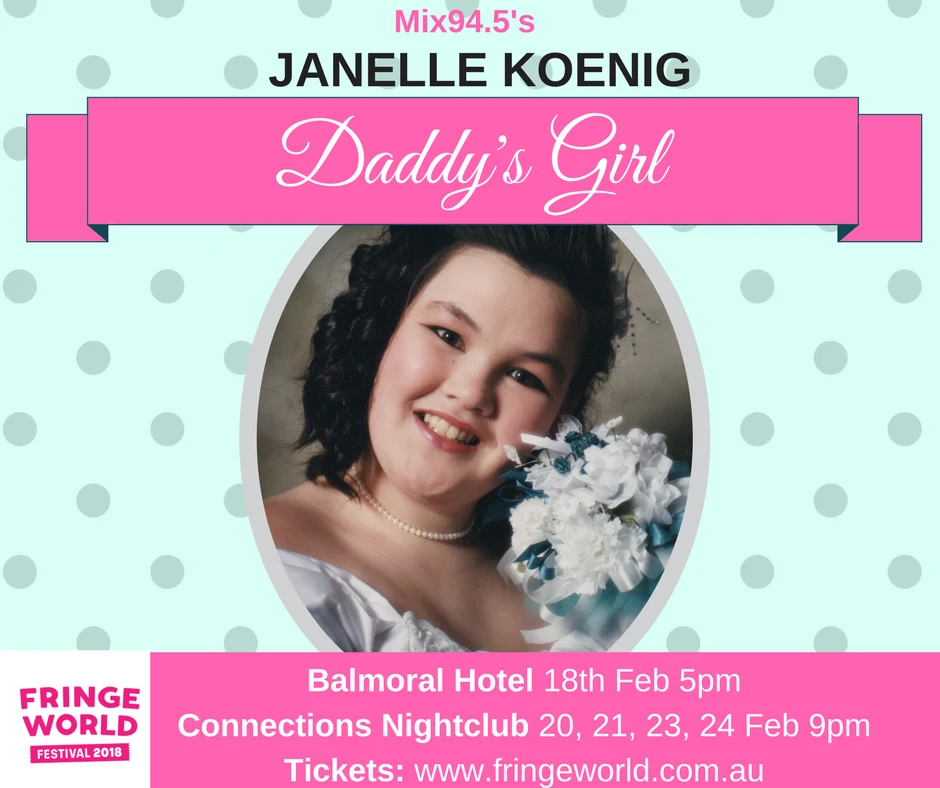 Mix94.5's
JANELLE KOENIG
Daddy's Girl
Balmoral Hotel 18th Feb 5pm
Connections Nightclub 20, 21, 23, 24 Feb 9pm
Tickets: www.fringeworld.com.au
FRINGE
WORLD
FESTIVAL 2018